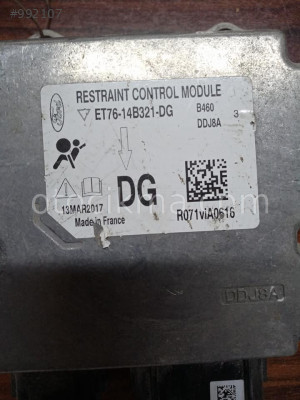 #992107
RESTRAINT CONTROL MODULE
ET76-14B321-DG B460 3
DDJ8A
DG
13MAR2017
Made in France
R071viA0616
DDJ8A